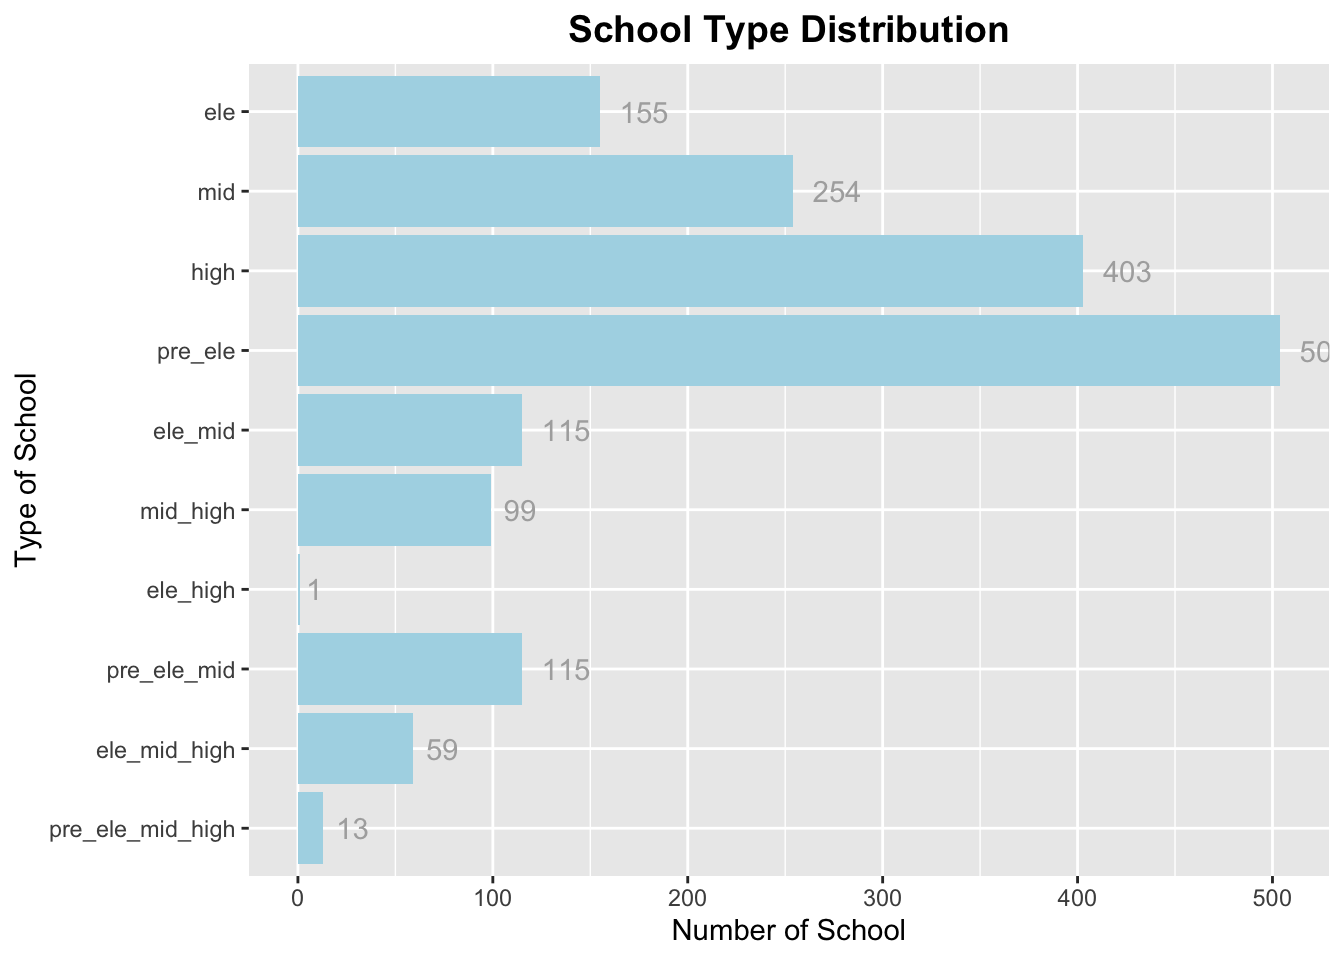 School Type Distribution
ele
155
mid
254
high
403
pre_ele
ele_mid
115
mid_high
99
ele_high
1
pre_ele_mid
115
ele_mid_high
59
pre_ele_mid_high
13
0 100 200 300 400 500
Number of School
Type of School